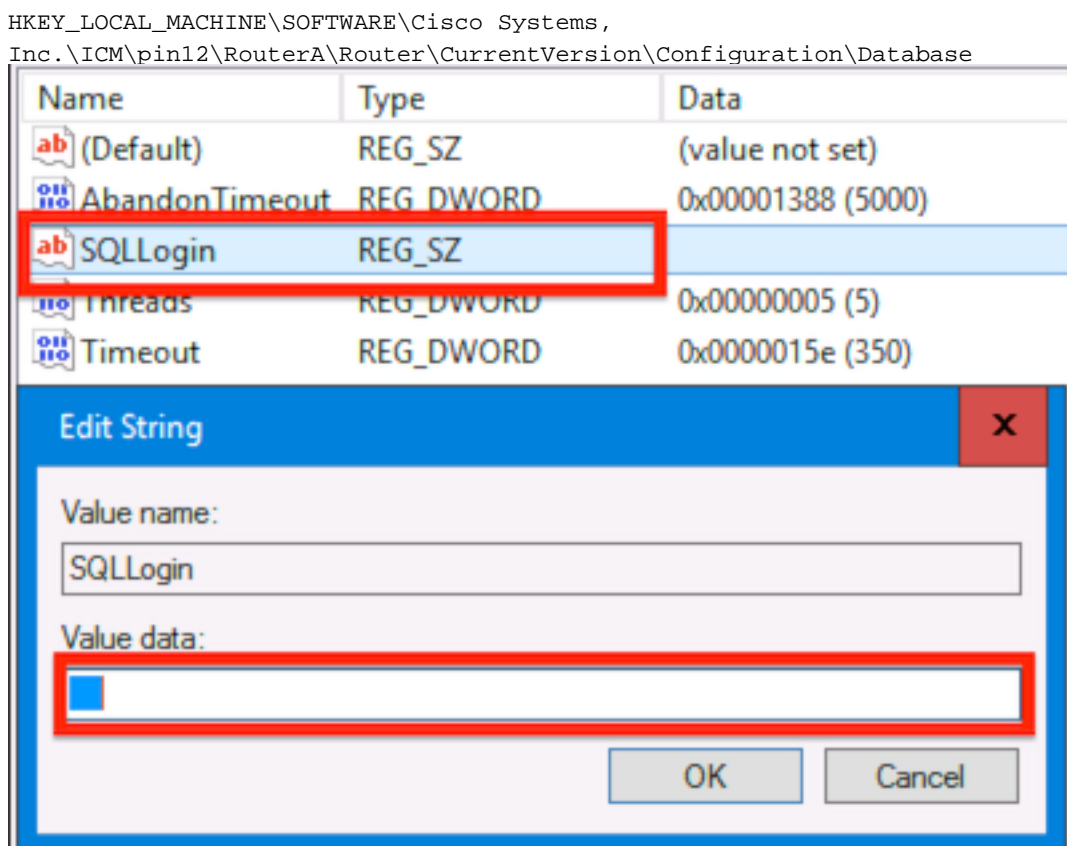 HKEY_LOCAL_MACHINE\SOFTWARE\Cisco Systems,
Inc.\ICM\pin12\RouterA\Router\CurrentVersion\Configuration\Database
Name Type Data
ab (Default) REG_SZ (value not set)
AbandonTimeout REG_DWORD 0x00001388 (5000)
ab SQLLogin REG_SZ
Threads REG_DWORD 0x00000005 (5)
Timeout REG_DWORD 0x0000015e (350)
Edit String x
Value name:
SQLLogin
Value data:
OK Cancel